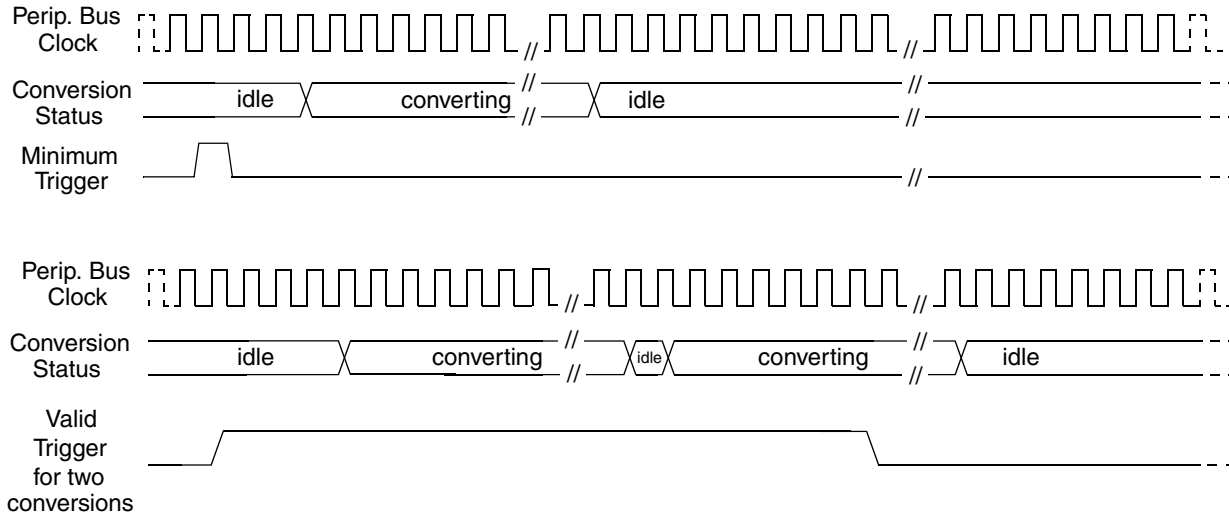 Perip. Bus
Clock
Conversion
Status
idle
converting
idle
Minimum
Trigger
Perip. Bus
Clock
Conversion
Status
idle
converting
idle
converting
idle
Valid
Trigger
for two
conversions